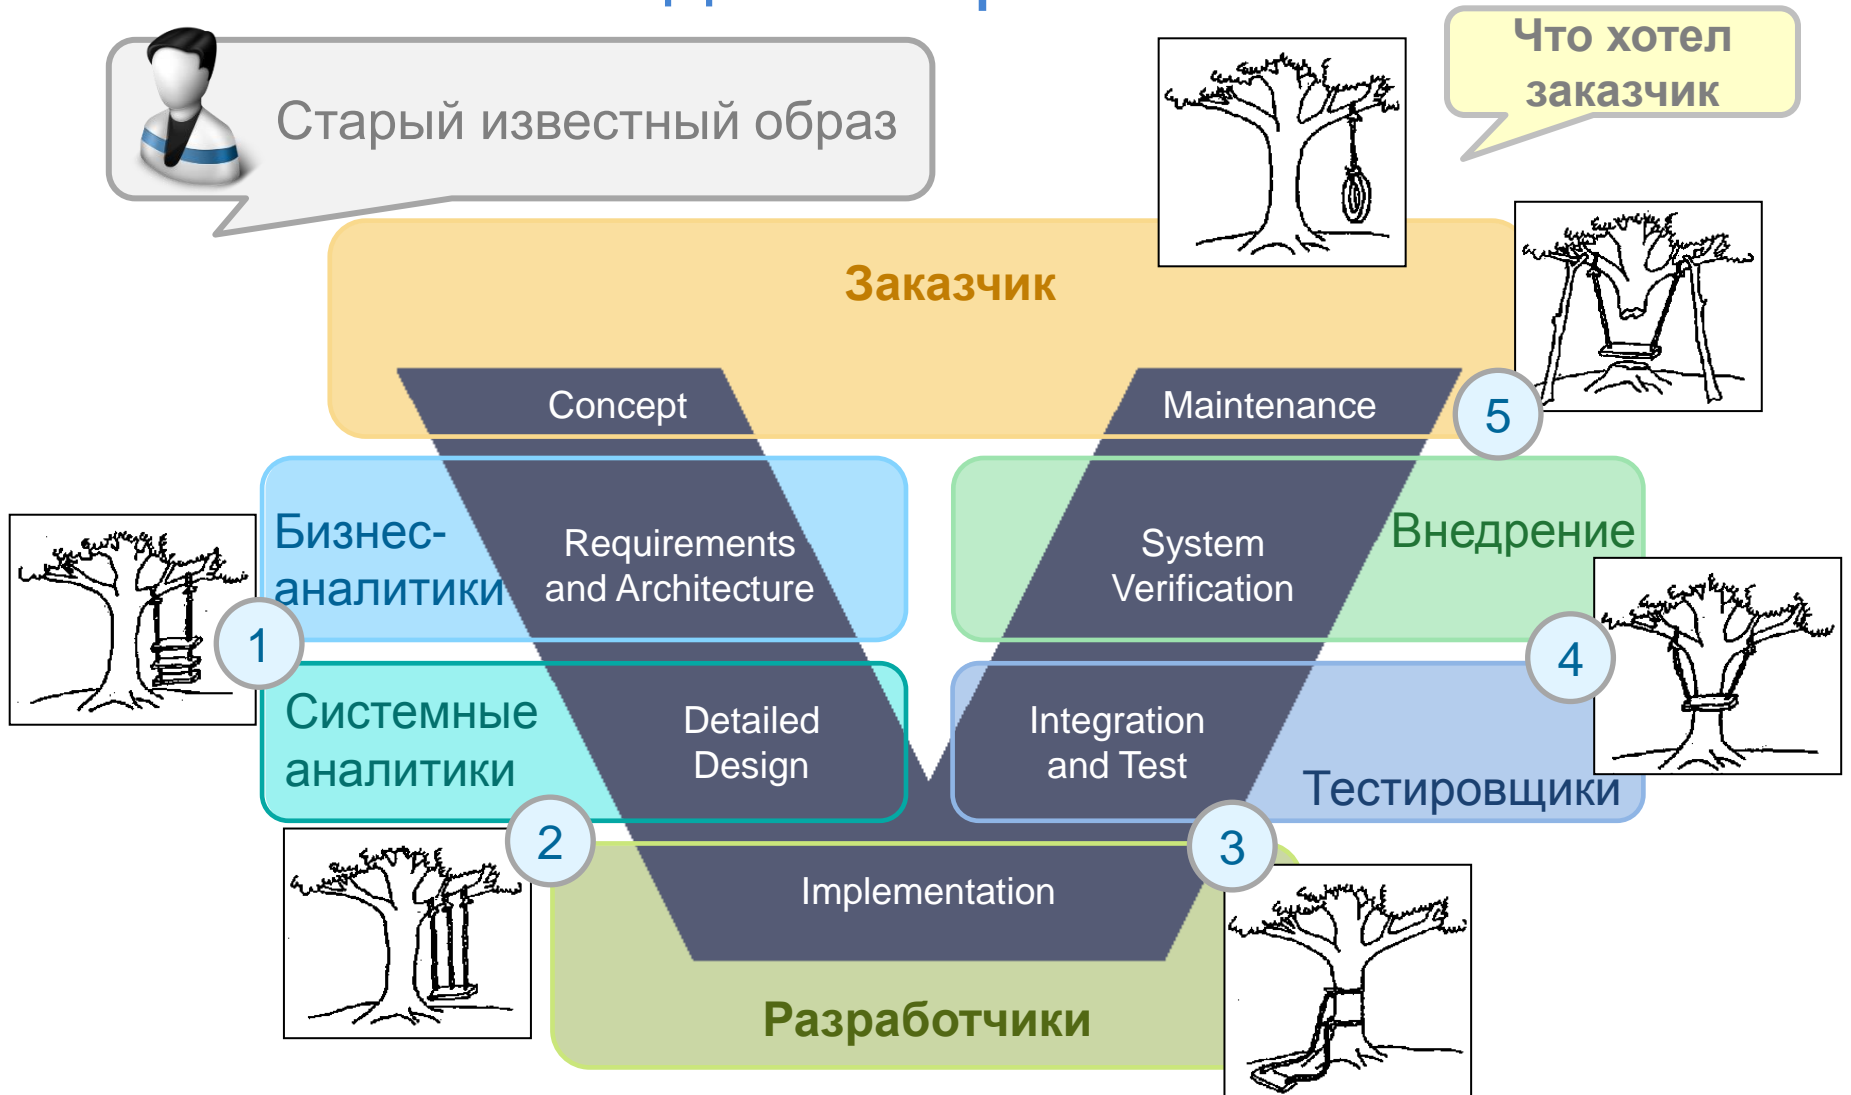 Старый известный образ
Что хотел
заказчик
Заказчик
Concept
Maintenance
5
Бизнес-
аналитики
Requirements
and Architecture
System
Verification
Внедрение
1
4
Системные
аналитики
Detailed
Design
Integration
and Test
Тестировщики
2
3
Implementation
Разработчики